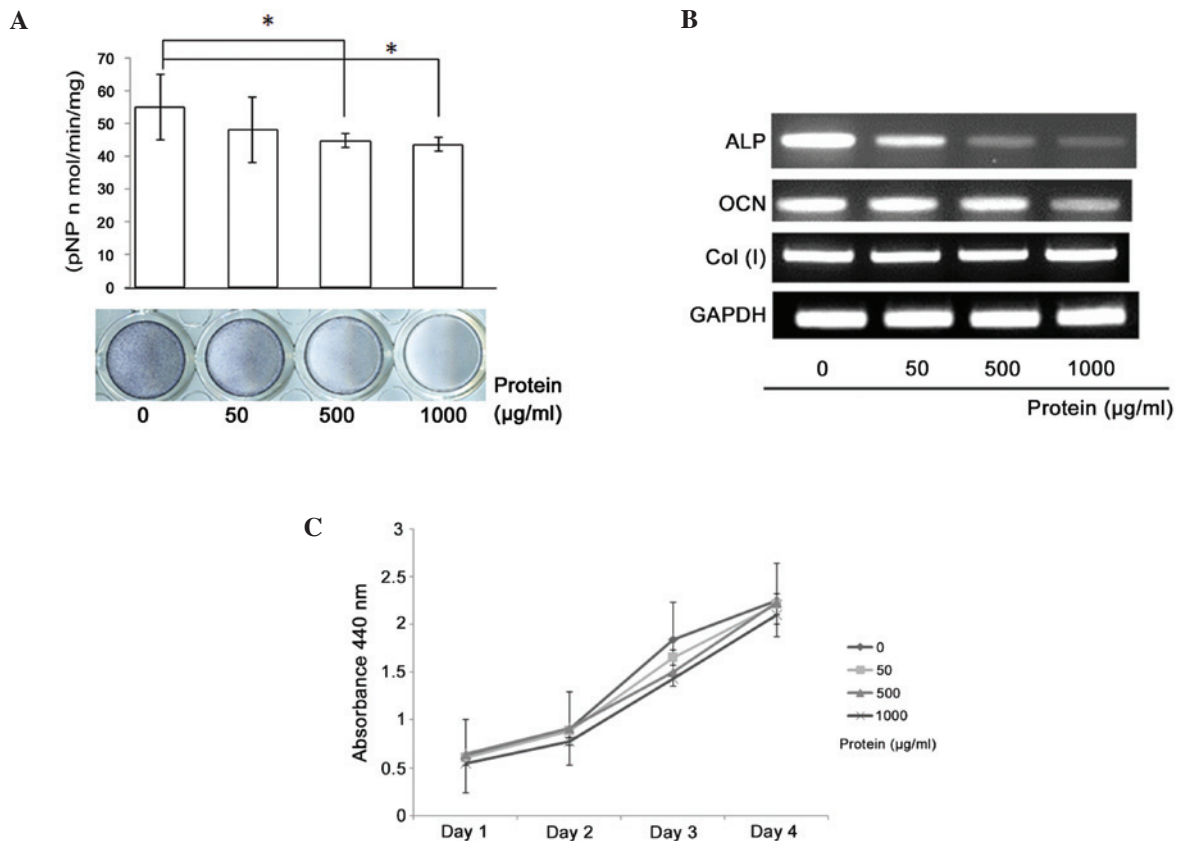 A
*
*
(pNP n mol/min/mg)
70
60
50
40
30
20
10
0
0 50 500 1000
Protein
(µg/ml)
B
ALP
OCN
Col (I)
GAPDH
0 50 500 1000
Protein (µg/ml)
C
Absorbance 440 nm
3
2.5
2
1.5
1
0.5
0
Day 1 Day 2 Day 3 Day 4
0
50
500
1000
Protein (µg/ml)